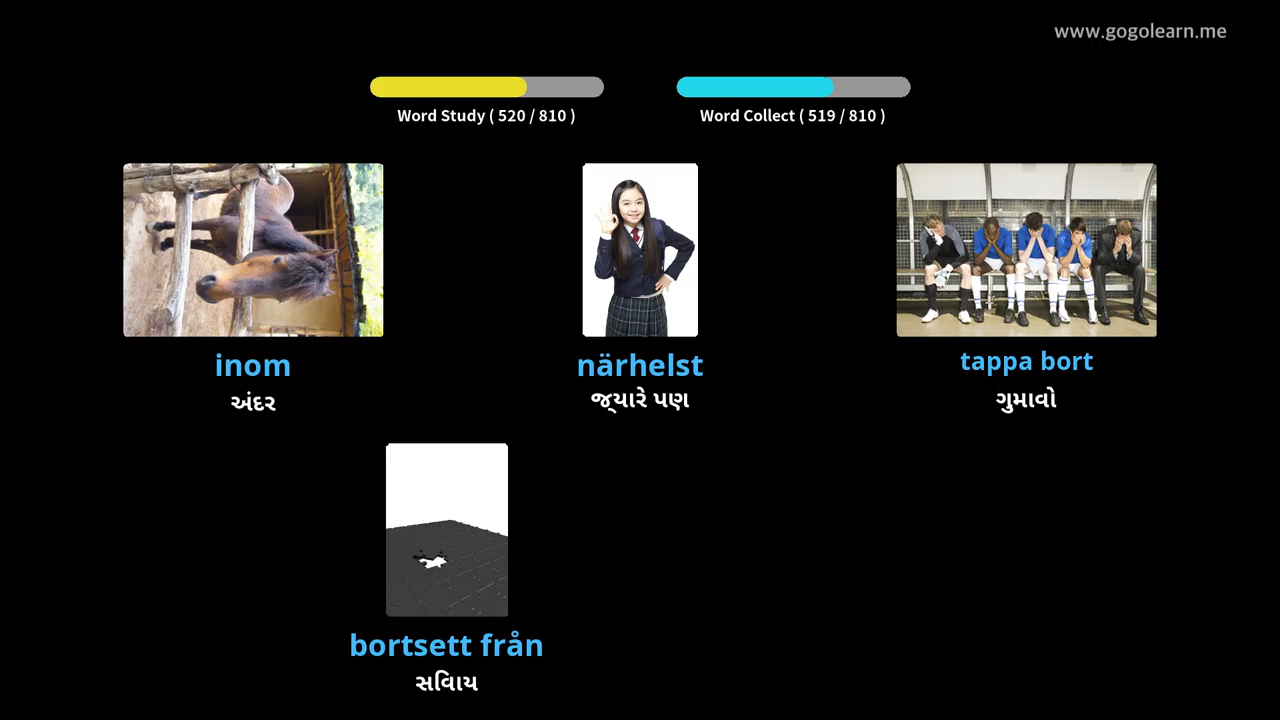 www.gogolearn.me
Word Study ( 520 / 810 )
Word Collect ( 519 / 810 )
inom
અંદર
närhelst
જ્યારે પણ
tappa bort
ગુમાવો
bortsett från
સિવાય